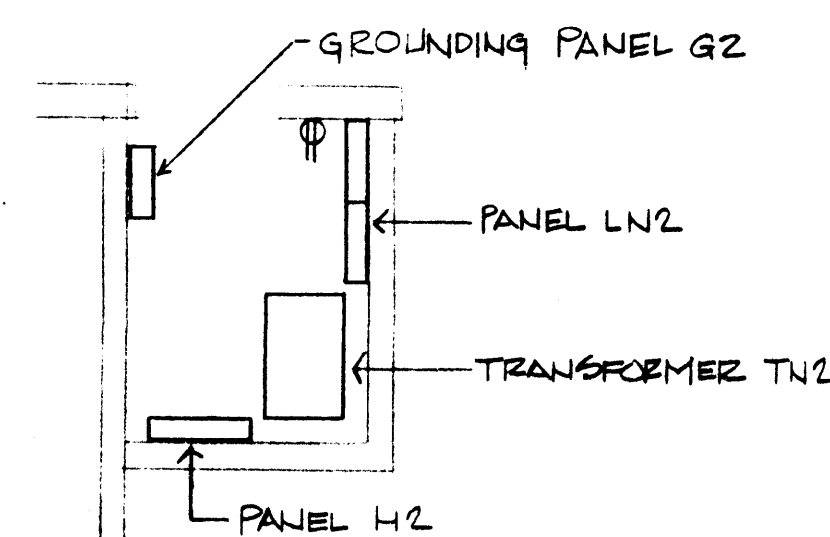 GROUNDING PANEL G2
PANEL LN2
TRANSFORMER TN2
PANEL H2